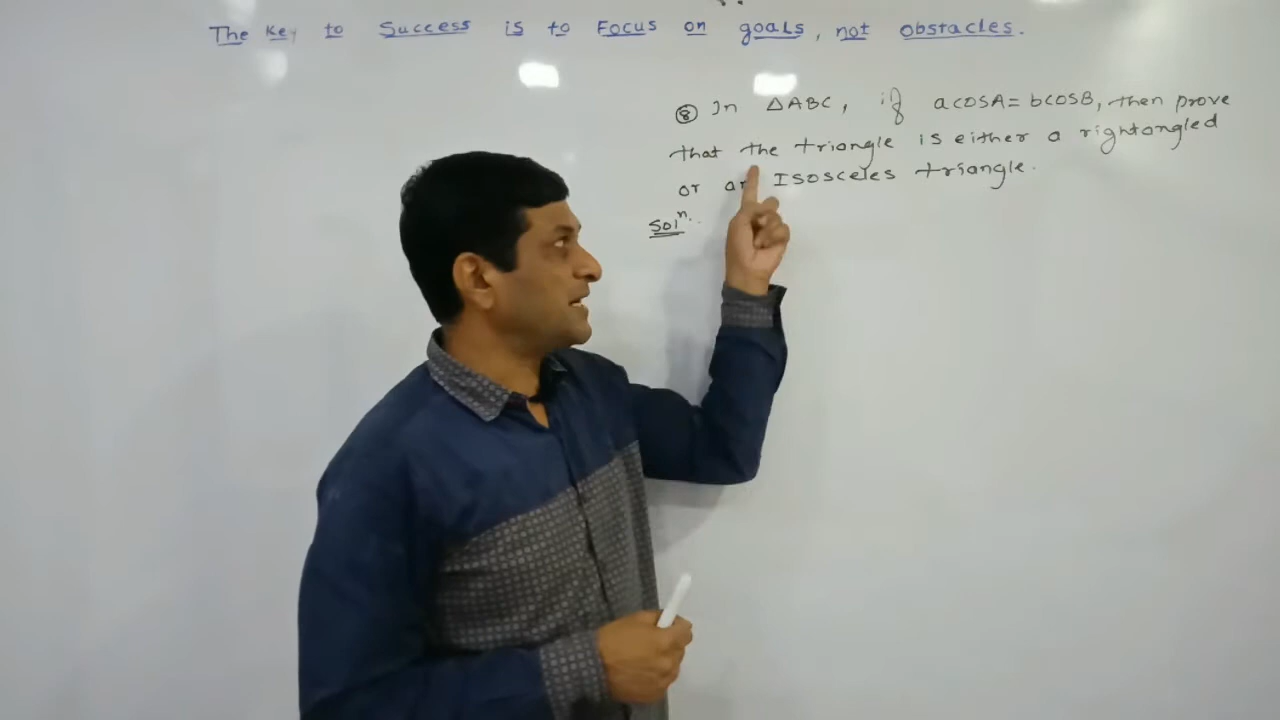 The Key to Success is to Focus on goals, not obstacles.
⑧ In △ABC, if acosA = bcosB, then prove
that the triangle is either a rightangled
or an Isosceles triangle.
Solⁿ.